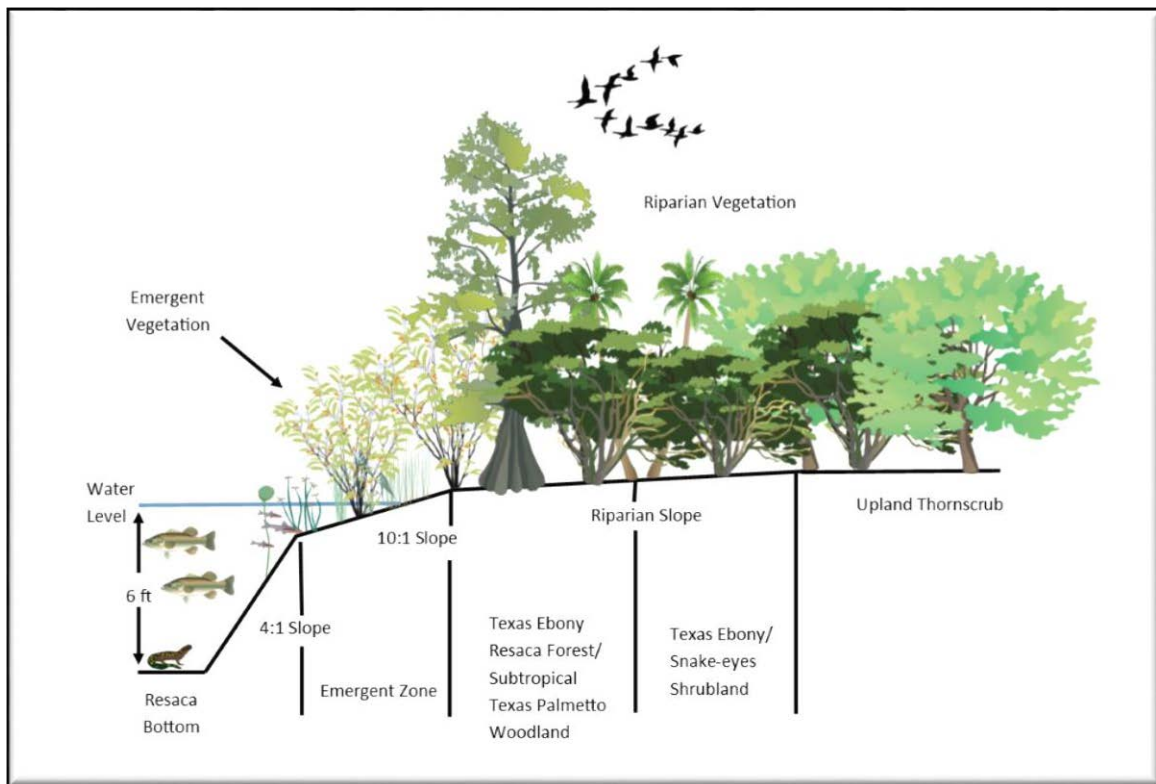 Riparian Vegetation
Emergent
Vegetation
Water
Level
6 ft
10:1 Slope
Riparian Slope
Upland Thornscrub
4:1 Slope
Resaca
Bottom
Emergent Zone
Texas Ebony
Resaca Forest/
Subtropical
Texas Palmetto
Woodland
Texas Ebony/
Snake-eyes
Shrubland